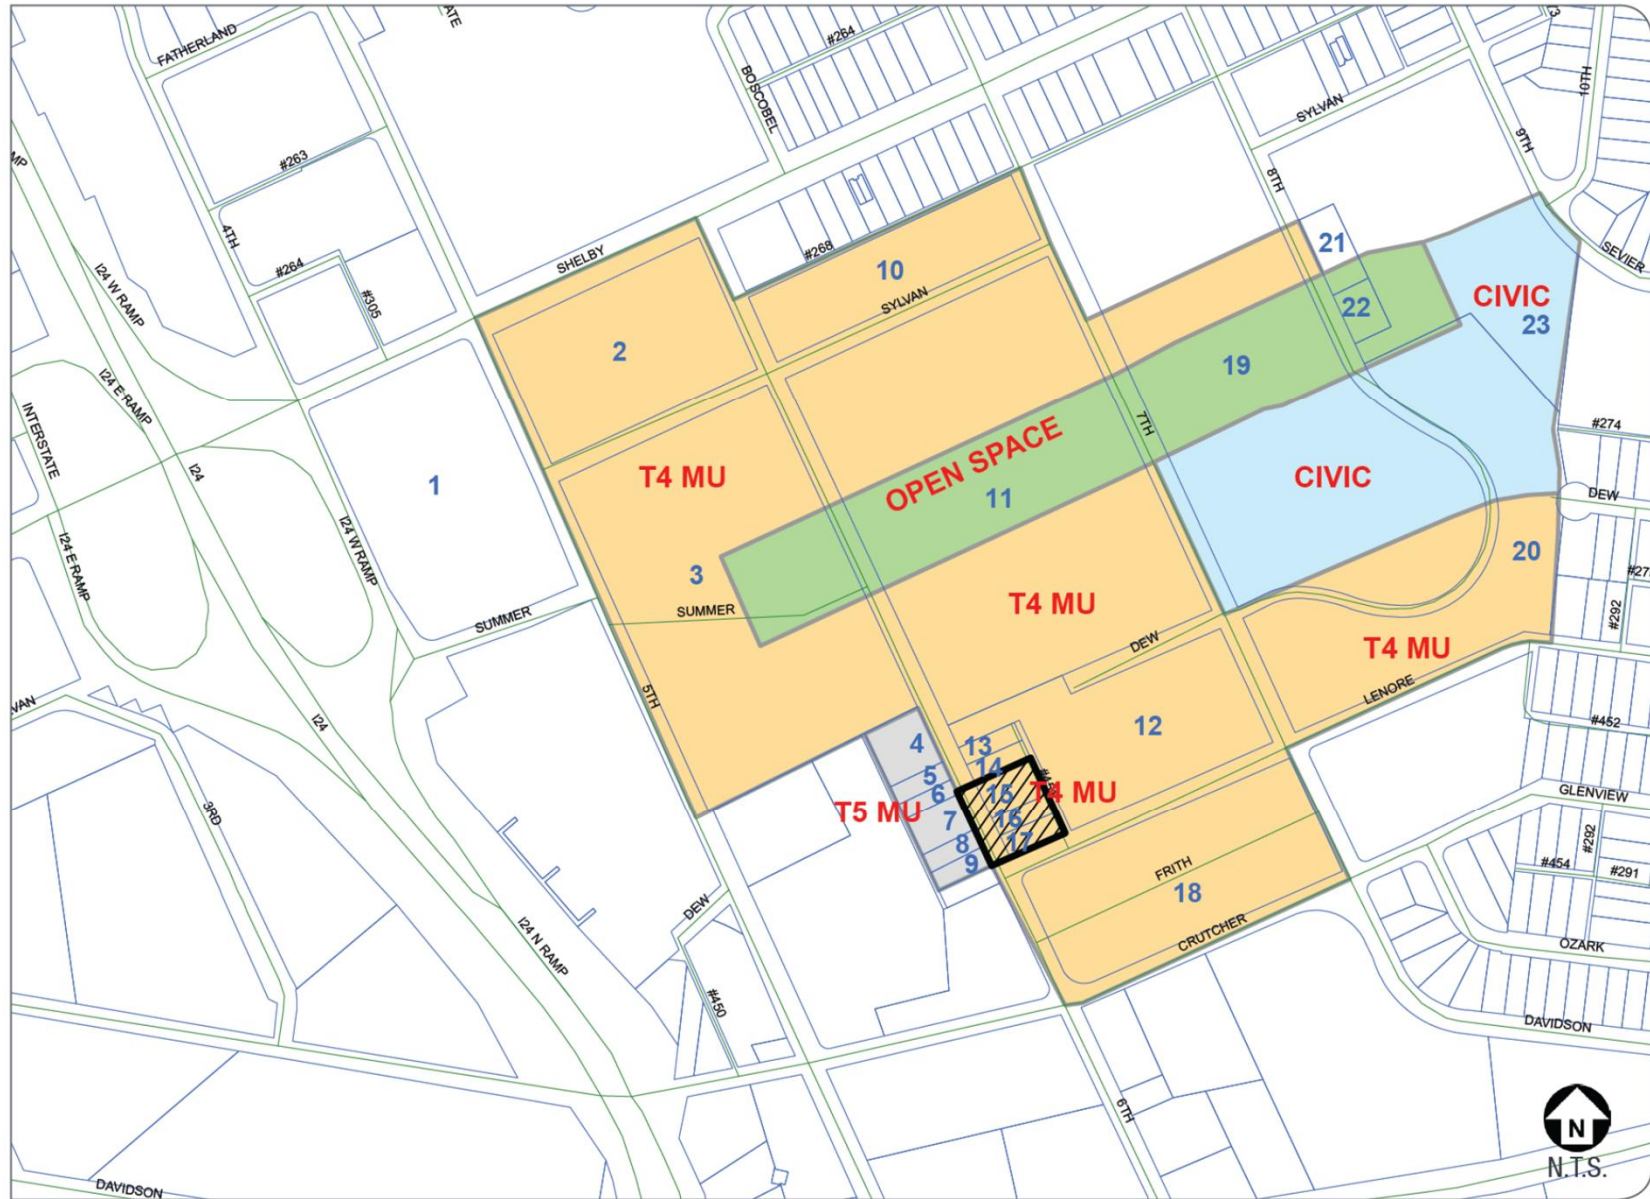 FATHERLAND
#263
4TH
#264
#305
I24 W RAMP
I24 E RAMP
INTERSTATE
I24
I24 W RAMP
I24 E RAMP
1
SHELBY
BOSCOBEL
#264
#268
10
SYLVAN
2
SYLVAN
8TH
9TH
10TH
SEVIER
21
22
CIVIC
23
19
7TH
OPEN SPACE
11
T4 MU
3
SUMMER
SUMMER
5TH
T4 MU
CIVIC
#274
DEW
20
#292
DEW
T4 MU
LENORE
#452
12
4
5
6
7
8
9
T5 MU
13
14
15
16
17
T4 MU
GLENVIEW
#292
#454
#291
FRITH
18
CRUTCHER
OZARK
DAVIDSON
I24
3RD
DEW
I24 N RAMP
#450
6TH
DAVIDSON
N
N.T.S.